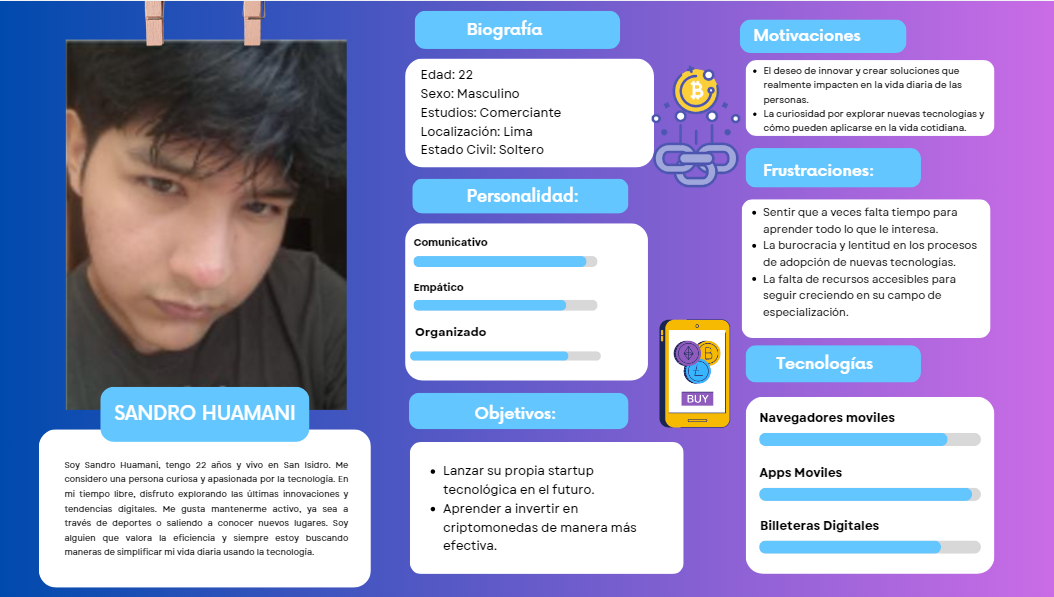 SANDRO HUAMANI
Soy Sandro Huamani, tengo 22 años y vivo en San Isidro. Me
considero una persona curiosa y apasionada por la tecnología. En
mi tiempo libre, disfruto explorando las últimas innovaciones y
tendencias digitales. Me gusta mantenerme activo, ya sea a
través de deportes o saliendo a conocer nuevos lugares. Soy
alguien que valora la eficiencia y siempre estoy buscando
maneras de simplificar mi vida diaria usando la tecnología.
Biografía
Edad: 22
Sexo: Masculino
Estudios: Comerciante
Localización: Lima
Estado Civil: Soltero
Personalidad:
Comunicativo
Empático
Organizado
Objetivos:
• Lanzar su propia startup
tecnológica en el futuro.
• Aprender a invertir en
criptomonedas de manera más
efectiva.
BUY
Motivaciones
• El deseo de innovar y crear soluciones que
realmente impacten en la vida diaria de las
personas.
• La curiosidad por explorar nuevas tecnologías y
cómo pueden aplicarse en la vida cotidiana.
Frustraciones:
• Sentir que a veces falta tiempo para
aprender todo lo que le interesa.
• La burocracia y lentitud en los procesos
de adopción de nuevas tecnologías.
• La falta de recursos accesibles para
seguir creciendo en su campo de
especialización.
Tecnologías
Navegadores moviles
Apps Moviles
Billeteras Digitales